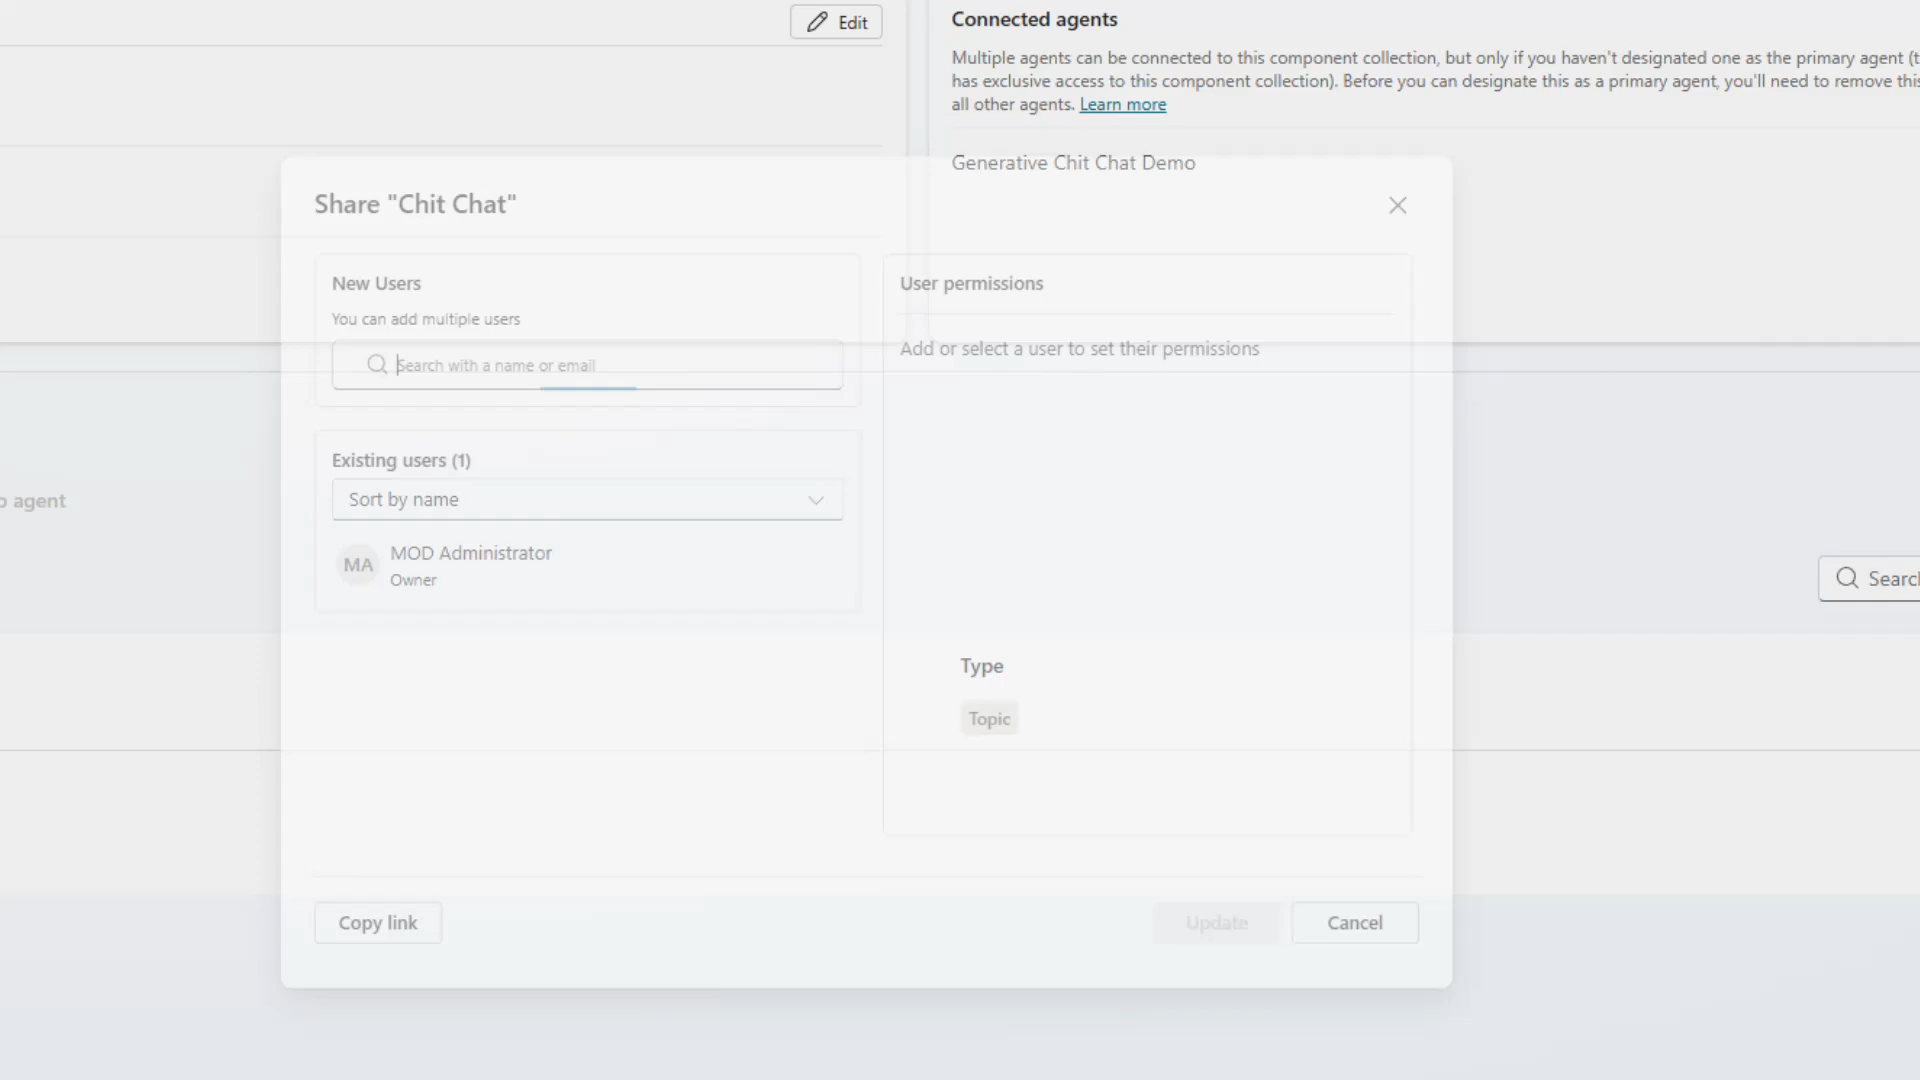 Edit
Connected agents
Multiple agents can be connected to this component collection, but only if you haven't designated one as the primary agent (t
has exclusive access to this component collection). Before you can designate this as a primary agent, you'll need to remove this
all other agents. Learn more
Generative Chit Chat Demo
Share "Chit Chat"
New Users
You can add multiple users
Search with a name or email
User permissions
Add or select a user to set their permissions
Existing users (1)
Sort by name
MA
MOD Administrator
Owner
agent
Search
Type
Topic
Copy link
Update
Cancel